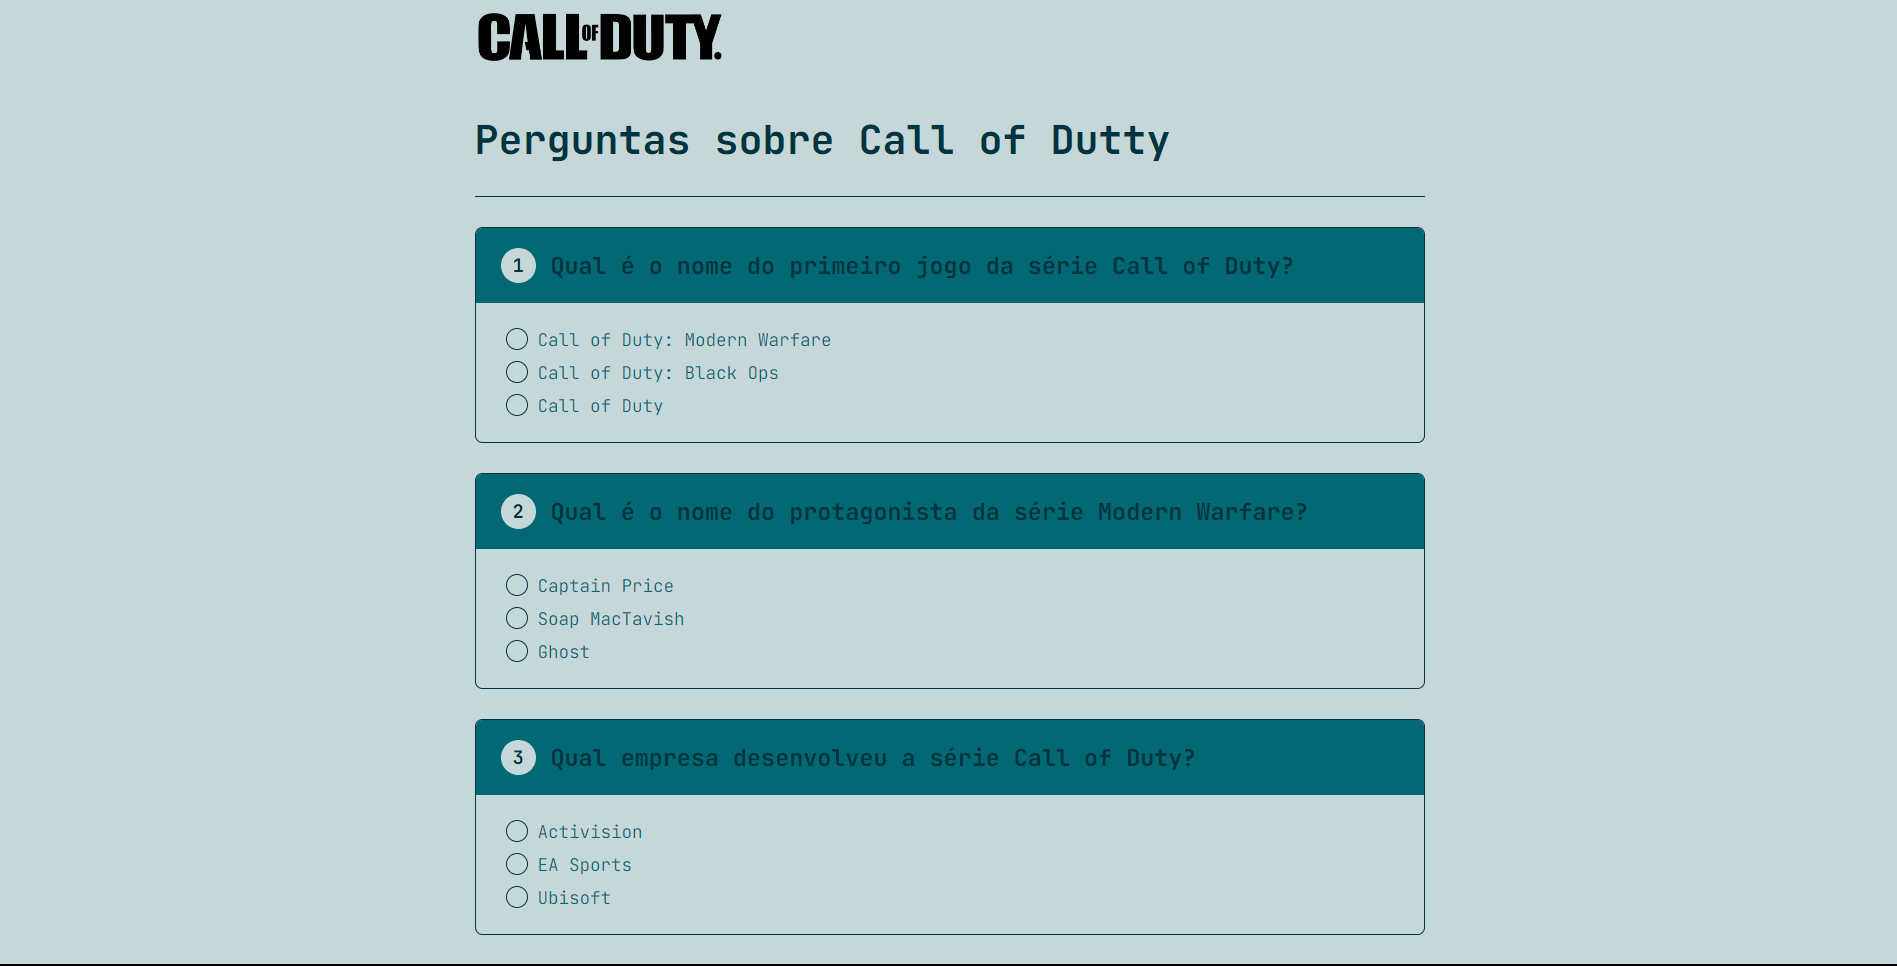 CALL OF DUTY.
Perguntas sobre Call of Dutty
1 Qual é o nome do primeiro jogo da série Call of Duty?
Call of Duty: Modern Warfare
Call of Duty: Black Ops
Call of Duty
2 Qual é o nome do protagonista da série Modern Warfare?
Captain Price
Soap MacTavish
Ghost
3 Qual empresa desenvolveu a série Call of Duty?
Activision
EA Sports
Ubisoft